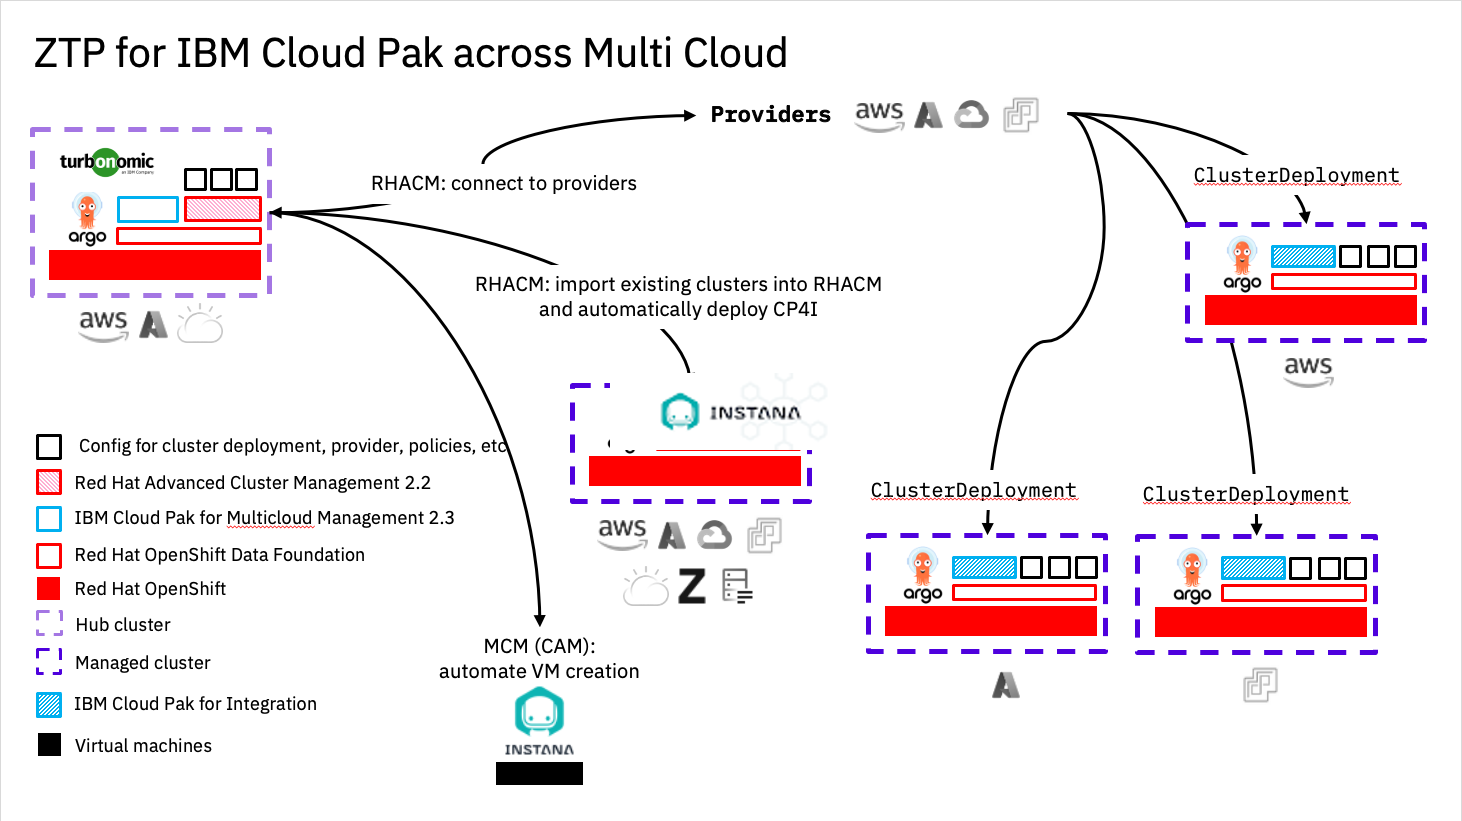 ZTP for IBM Cloud Pak across Multi Cloud
Providers
aws
turbonomic
an IBM Company
argo
aws
RHACM: connect to providers
RHACM: import existing clusters into RHACM
and automatically deploy CP4I
INSTANA
aws
Z
MCM (CAM):
automate VM creation
INSTANA
ClusterDeployment
argo
aws
ClusterDeployment
argo
ClusterDeployment
argo
Config for cluster deployment, provider, policies, etc
Red Hat Advanced Cluster Management 2.2
IBM Cloud Pak for Multicloud Management 2.3
Red Hat OpenShift Data Foundation
Red Hat OpenShift
Hub cluster
Managed cluster
IBM Cloud Pak for Integration
Virtual machines